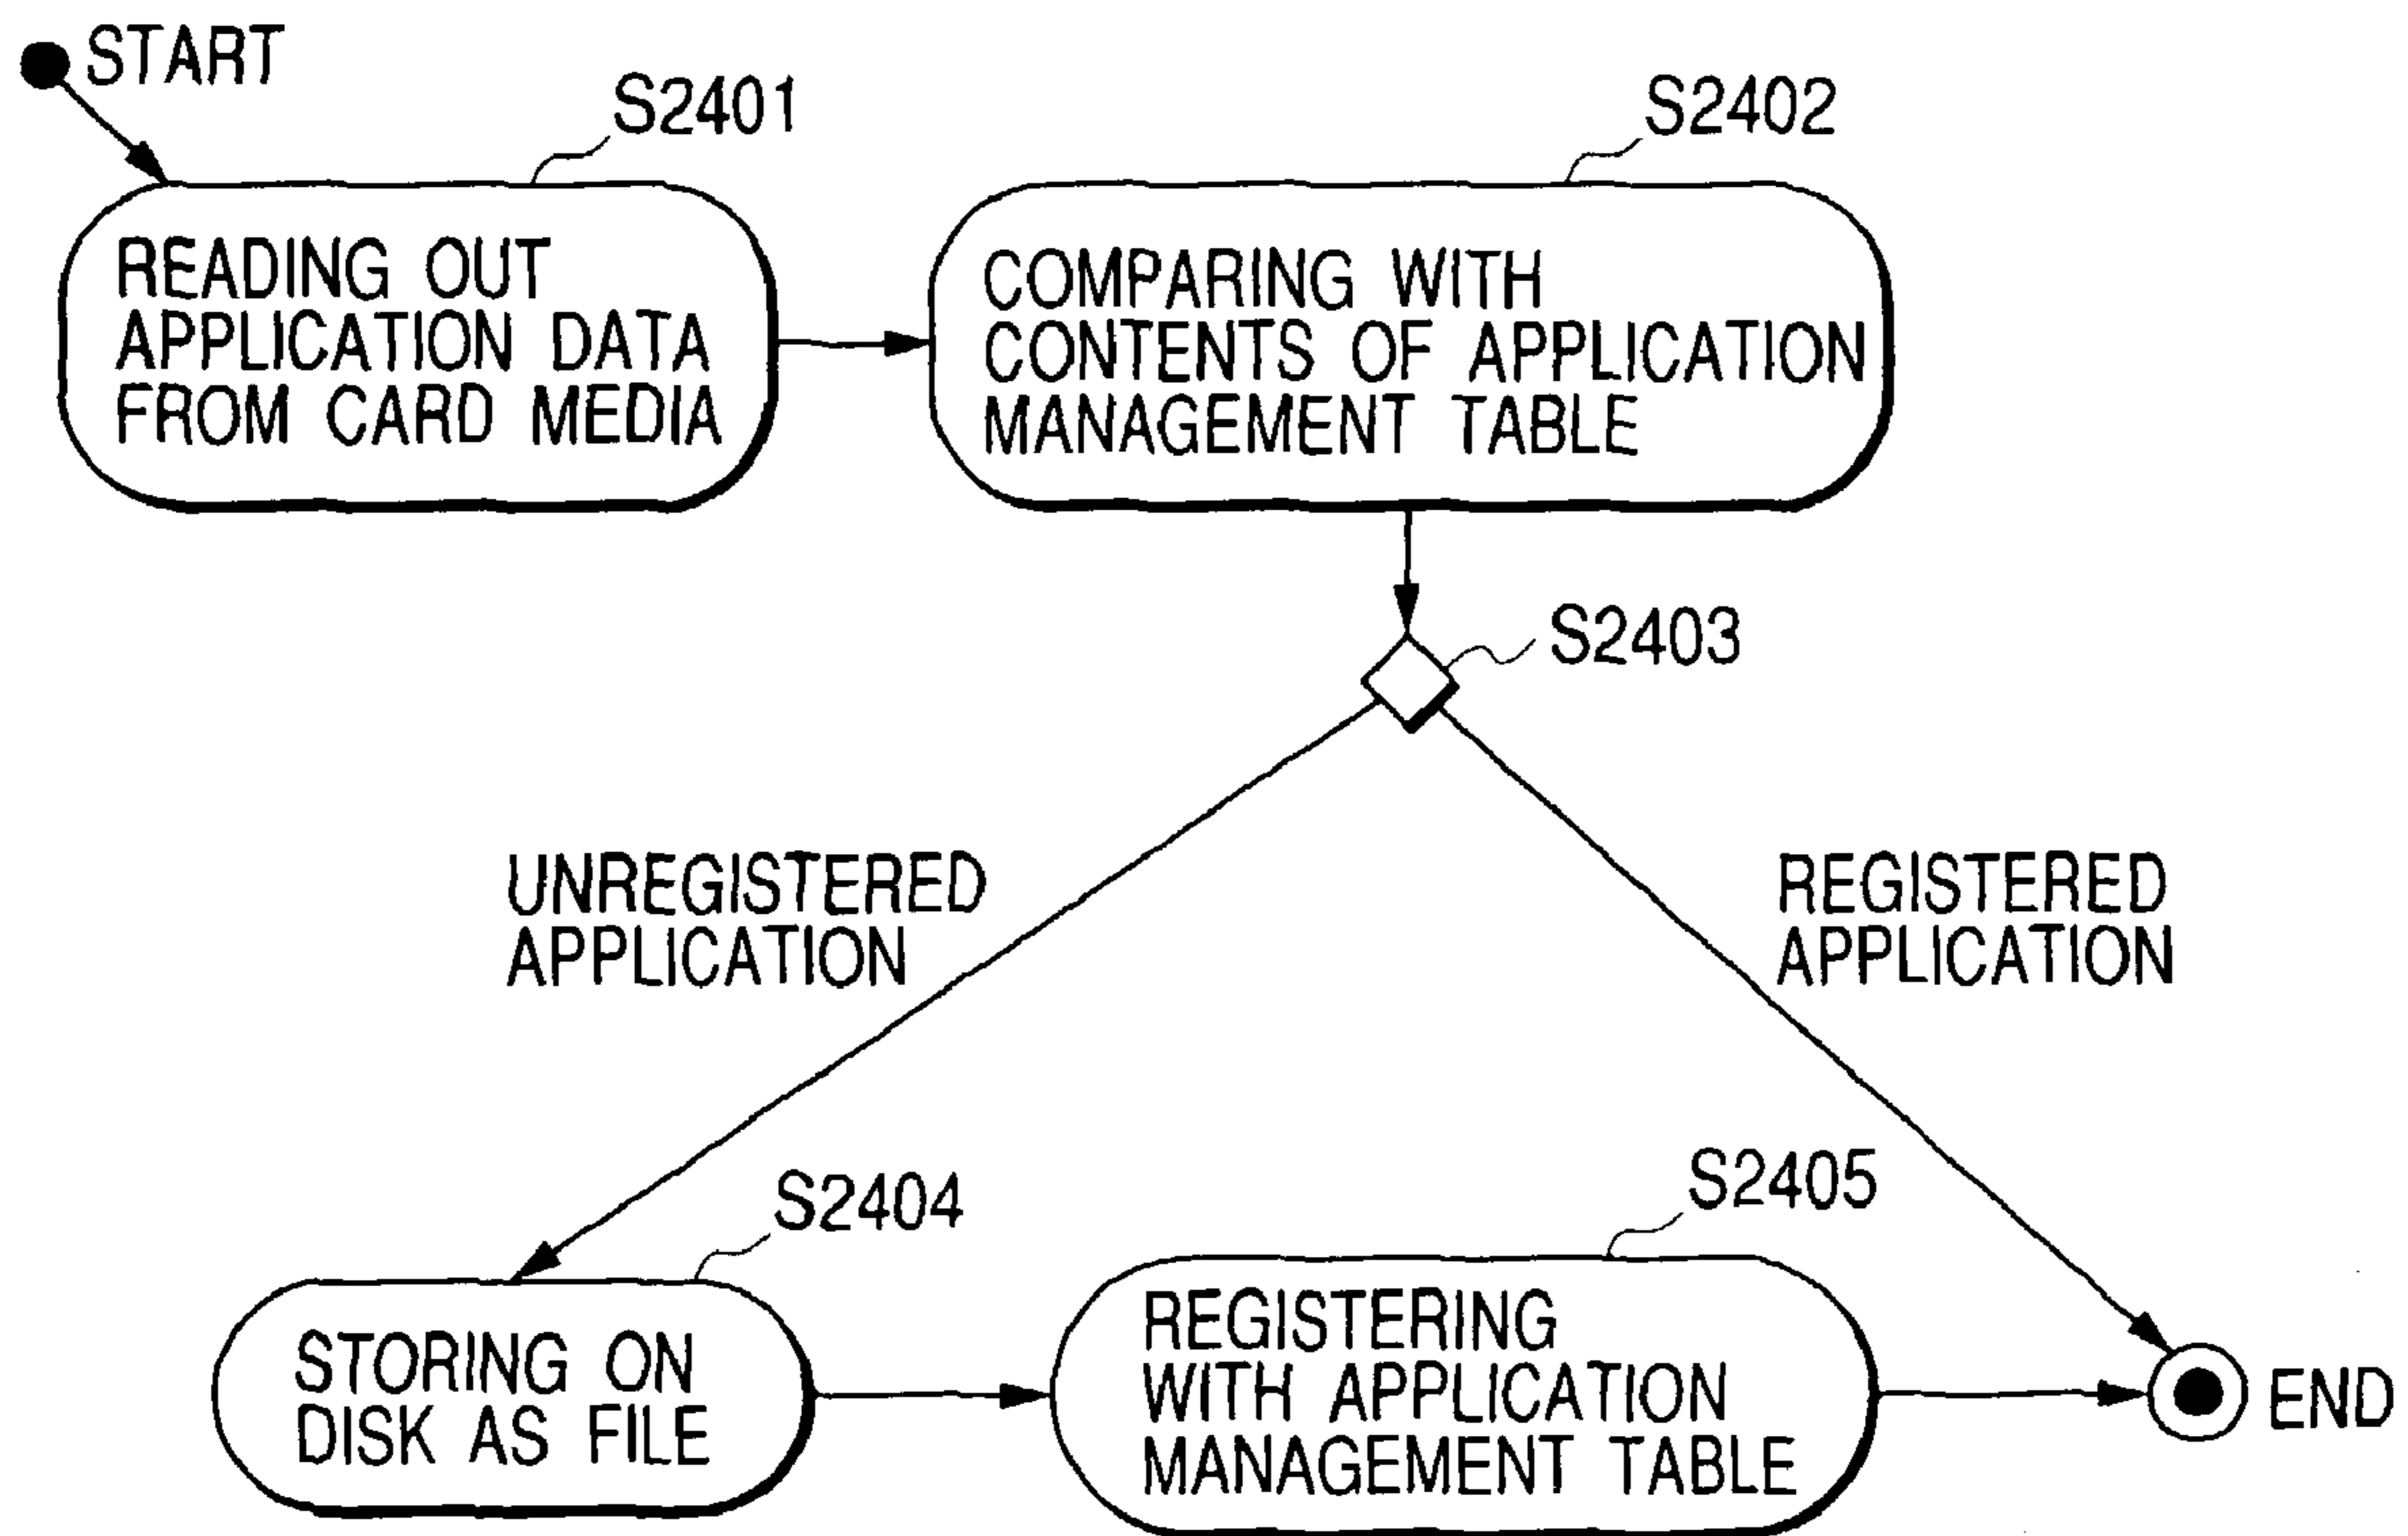 START
S2401
S2402
READING OUT
APPLICATION DATA
FROM CARD MEDIA
COMPARING WITH
CONTENTS OF APPLICATION
MANAGEMENT TABLE
S2403
UNREGISTERED
APPLICATION
REGISTERED
APPLICATION
S2404
S2405
STORING ON
DISK AS FILE
REGISTERING
WITH APPLICATION
MANAGEMENT TABLE
END